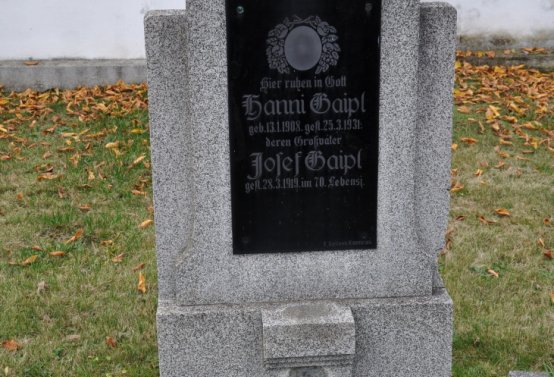 Hier ruhen in Gott
Hanni Gaipl
geb. 13.1.1908. gest. 25.3.1931.
deren Großvater
Josef Gaipl
gest. 28.3.1919. im 70. Lebensj.